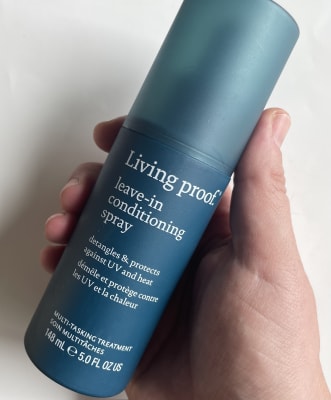 Living proof.
leave-in
conditioning
spray
detangles & protects
against UV and heat
démêle et protège contre
les UV et la chaleur
MULTI-TASKING TREATMENT
SOIN MULTITÂCHES
148 mL ℮ 5.0 FL OZ US